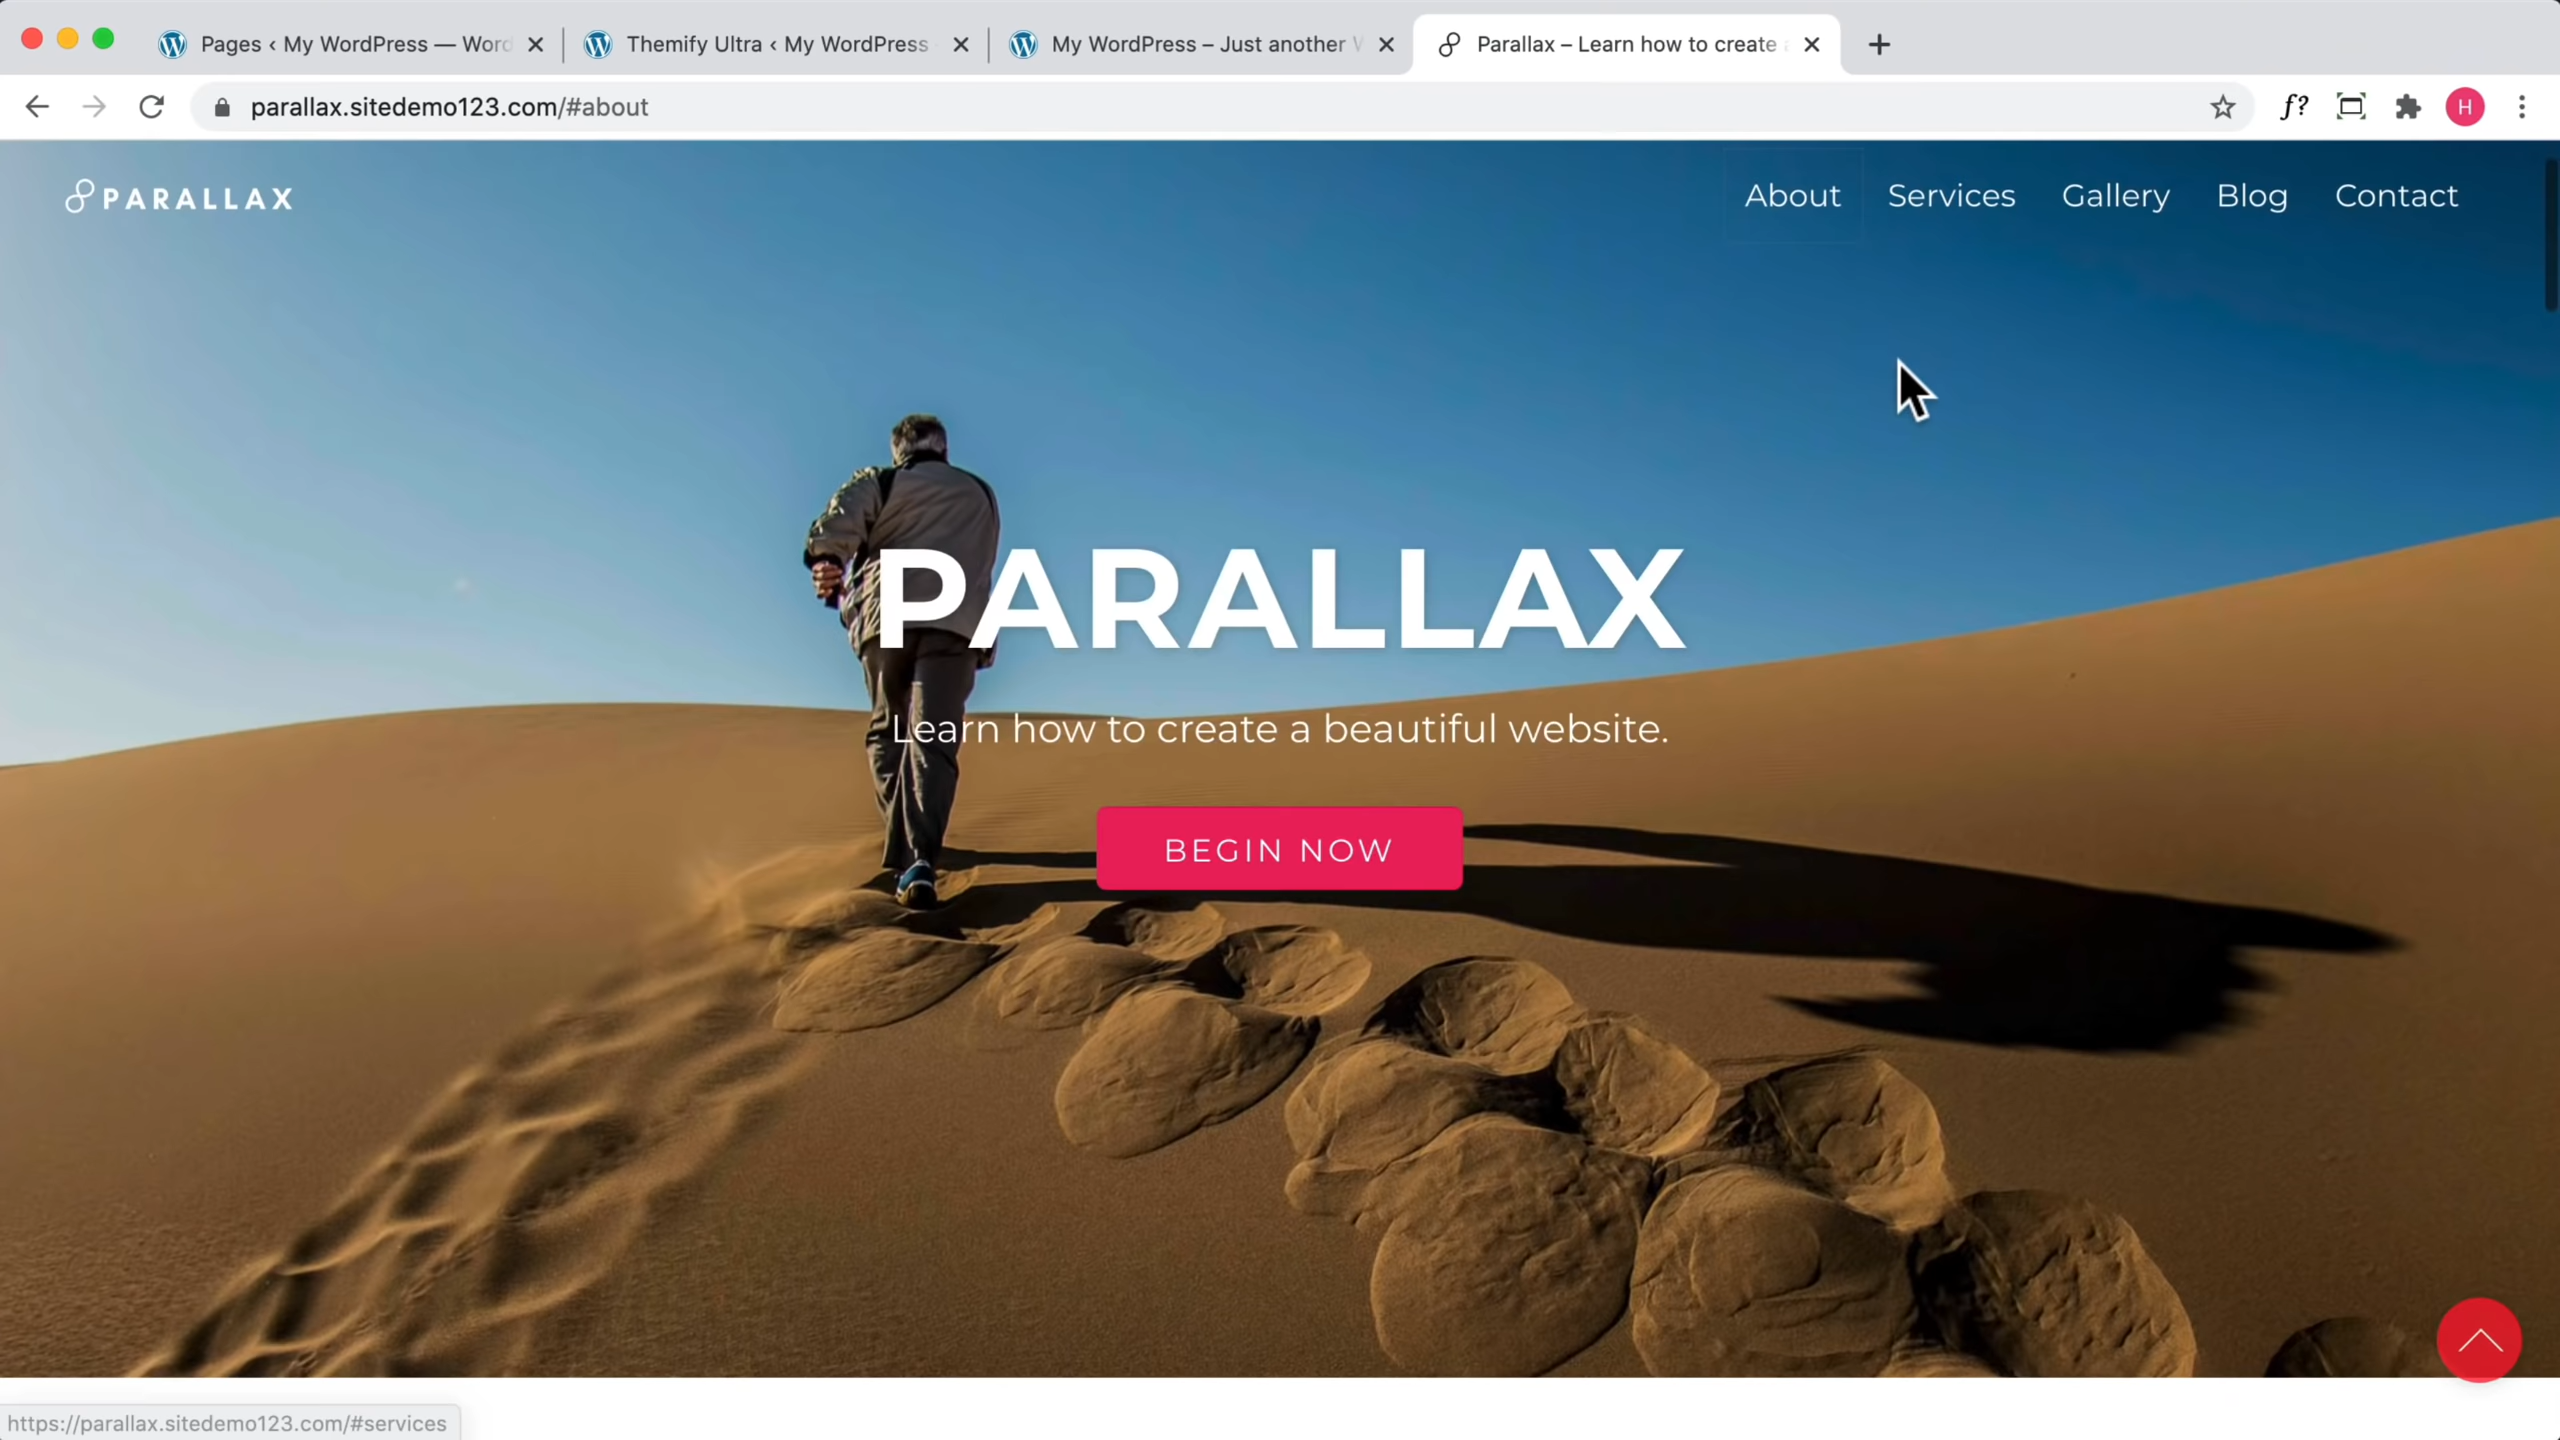 Pages ‹ My WordPress — Word
Themify Ultra ‹ My WordPress
My WordPress – Just another W
Parallax – Learn how to create a
parallax.sitedemo123.com/#about
f?
H
PARALLAX
About Services Gallery Blog Contact
PARALLAX
Learn how to create a beautiful website.
BEGIN NOW
https://parallax.sitedemo123.com/#services